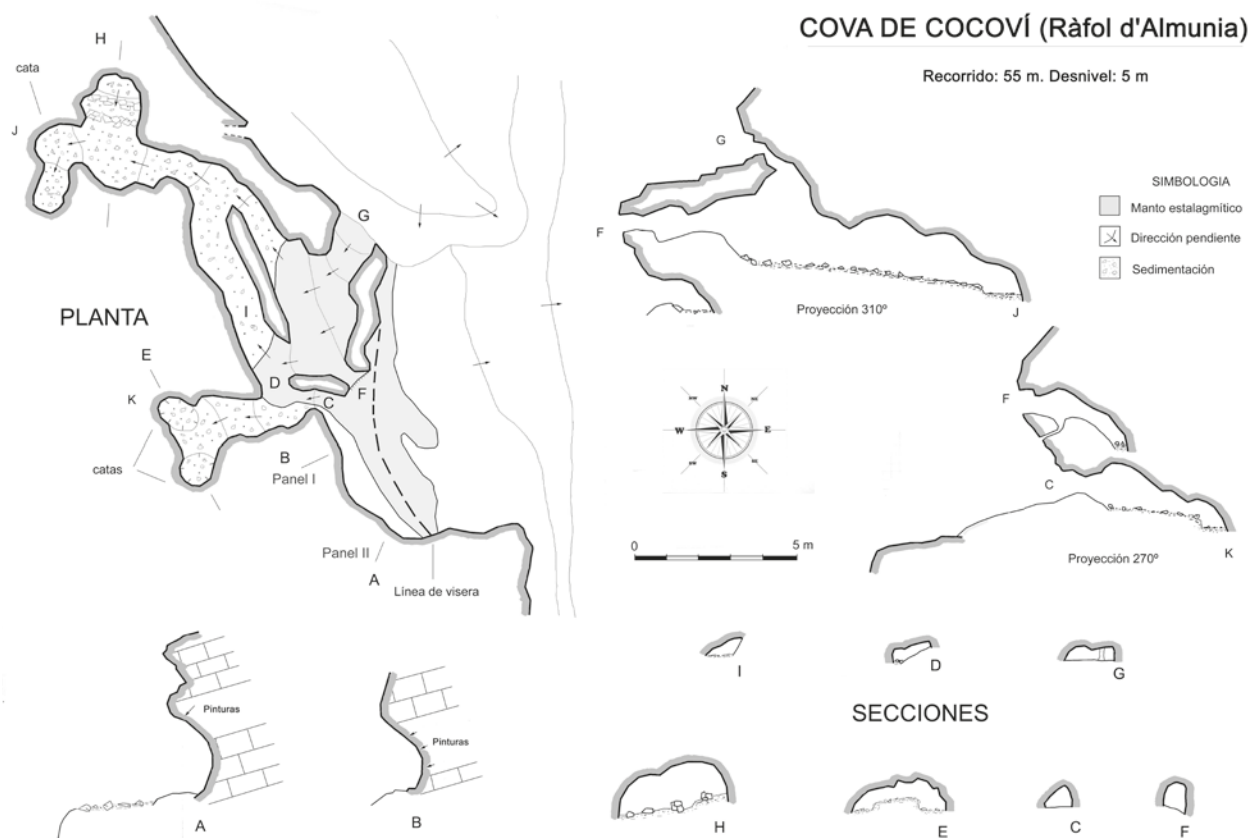 COVA DE COCOVÍ (Ràfol d'Almunia)
Recorrido: 55 m. Desnivel: 5 m
H
cata
J
G
I
PLANTA
E
K
D
F
C
catas
B
Panel I
Panel II
A
Línea de visera
G
F
Proyección 310º
J
SIMBOLOGIA
Manto estalagmítico
Dirección pendiente
Sedimentación
N
W
E
S
0
5 m
F
C
K
Proyección 270º
Pinturas
A
Pinturas
B
I
D
G
SECCIONES
H
E
C
F